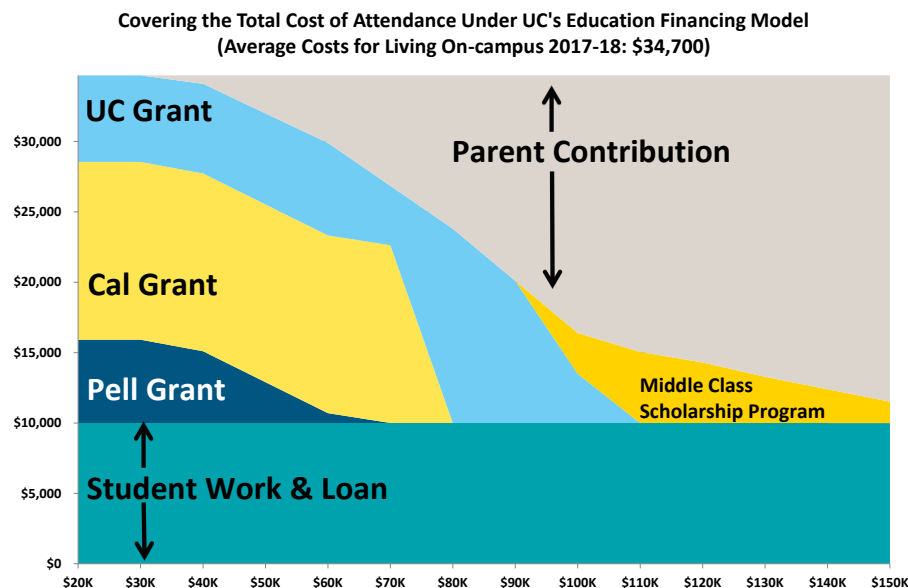 Covering the Total Cost of Attendance Under UC's Education Financing Model
(Average Costs for Living On-campus 2017-18: $34,700)
UC Grant
$30,000
Parent Contribution
$25,000
Cal Grant
$20,000
$15,000
Pell Grant
Middle Class
Scholarship Program
$10,000
Student Work & Loan
$5,000
$0
$20K $30K $40K $50K $60K $70K $80K $90K $100K $110K $120K $130K $140K $150K